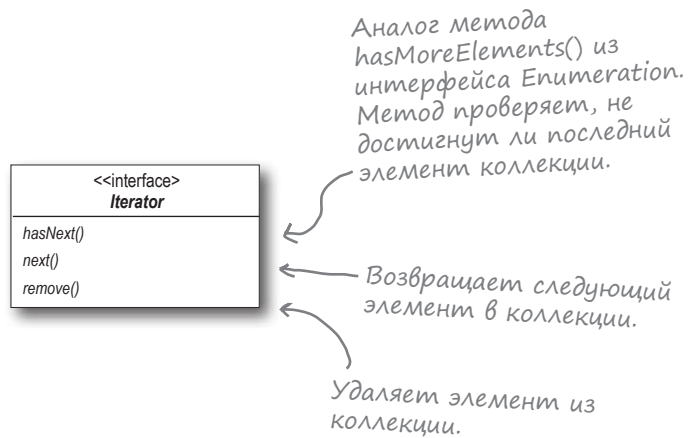 Аналог метода
hasMoreElements() из
интерфейса Enumeration.
Метод проверяет, не
достигнут ли последний
элемент коллекции.
<<interface>
Iterator
hasNext()
next()
remove()
Возвращает следующий
элемент в коллекции.
Удаляет элемент из
коллекции.